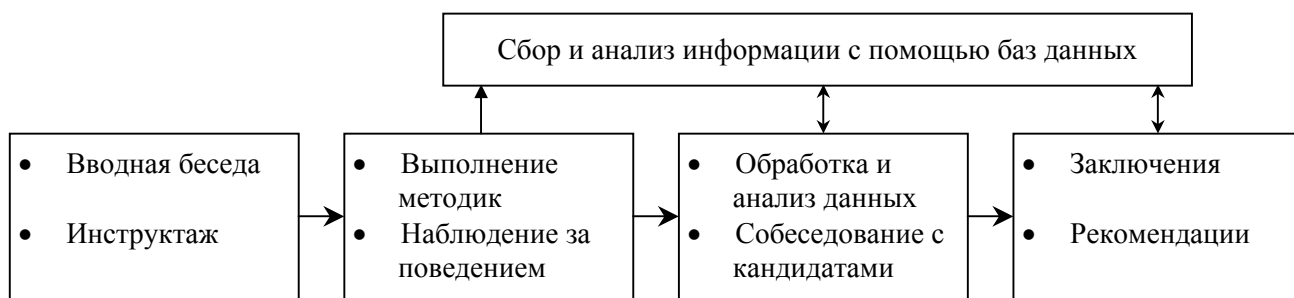 Сбор и анализ информации с помощью баз данных
• Вводная беседа
• Инструктаж
• Выполнение
методик
• Наблюдение за
поведением
• Обработка и
анализ данных
• Собеседование с
кандидатами
• Заключения
• Рекомендации